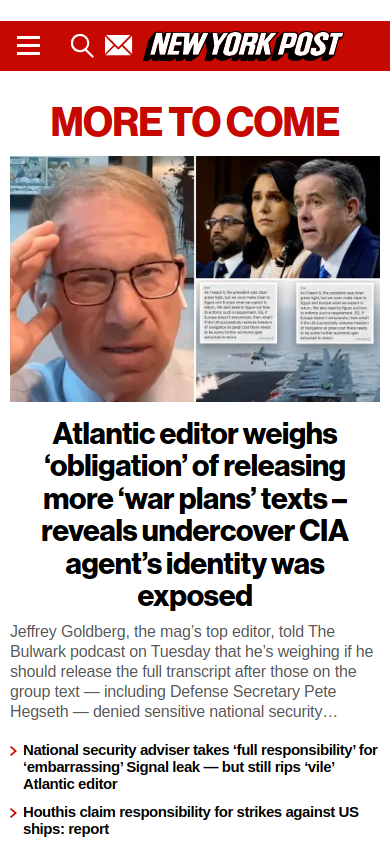 NEW YORK POST
MORE TO COME
Atlantic editor weighs
‘obligation’ of releasing
more ‘war plans’ texts –
reveals undercover CIA
agent’s identity was
exposed
Jeffrey Goldberg, the mag’s top editor, told The
Bulwark podcast on Tuesday that he’s weighing if he
should release the full transcript after those on the
group text — including Defense Secretary Pete
Hegseth — denied sensitive national security…
National security adviser takes ‘full responsibility’ for
‘embarrassing’ Signal leak — but still rips ‘vile’
Atlantic editor
Houthis claim responsibility for strikes against US
ships: report